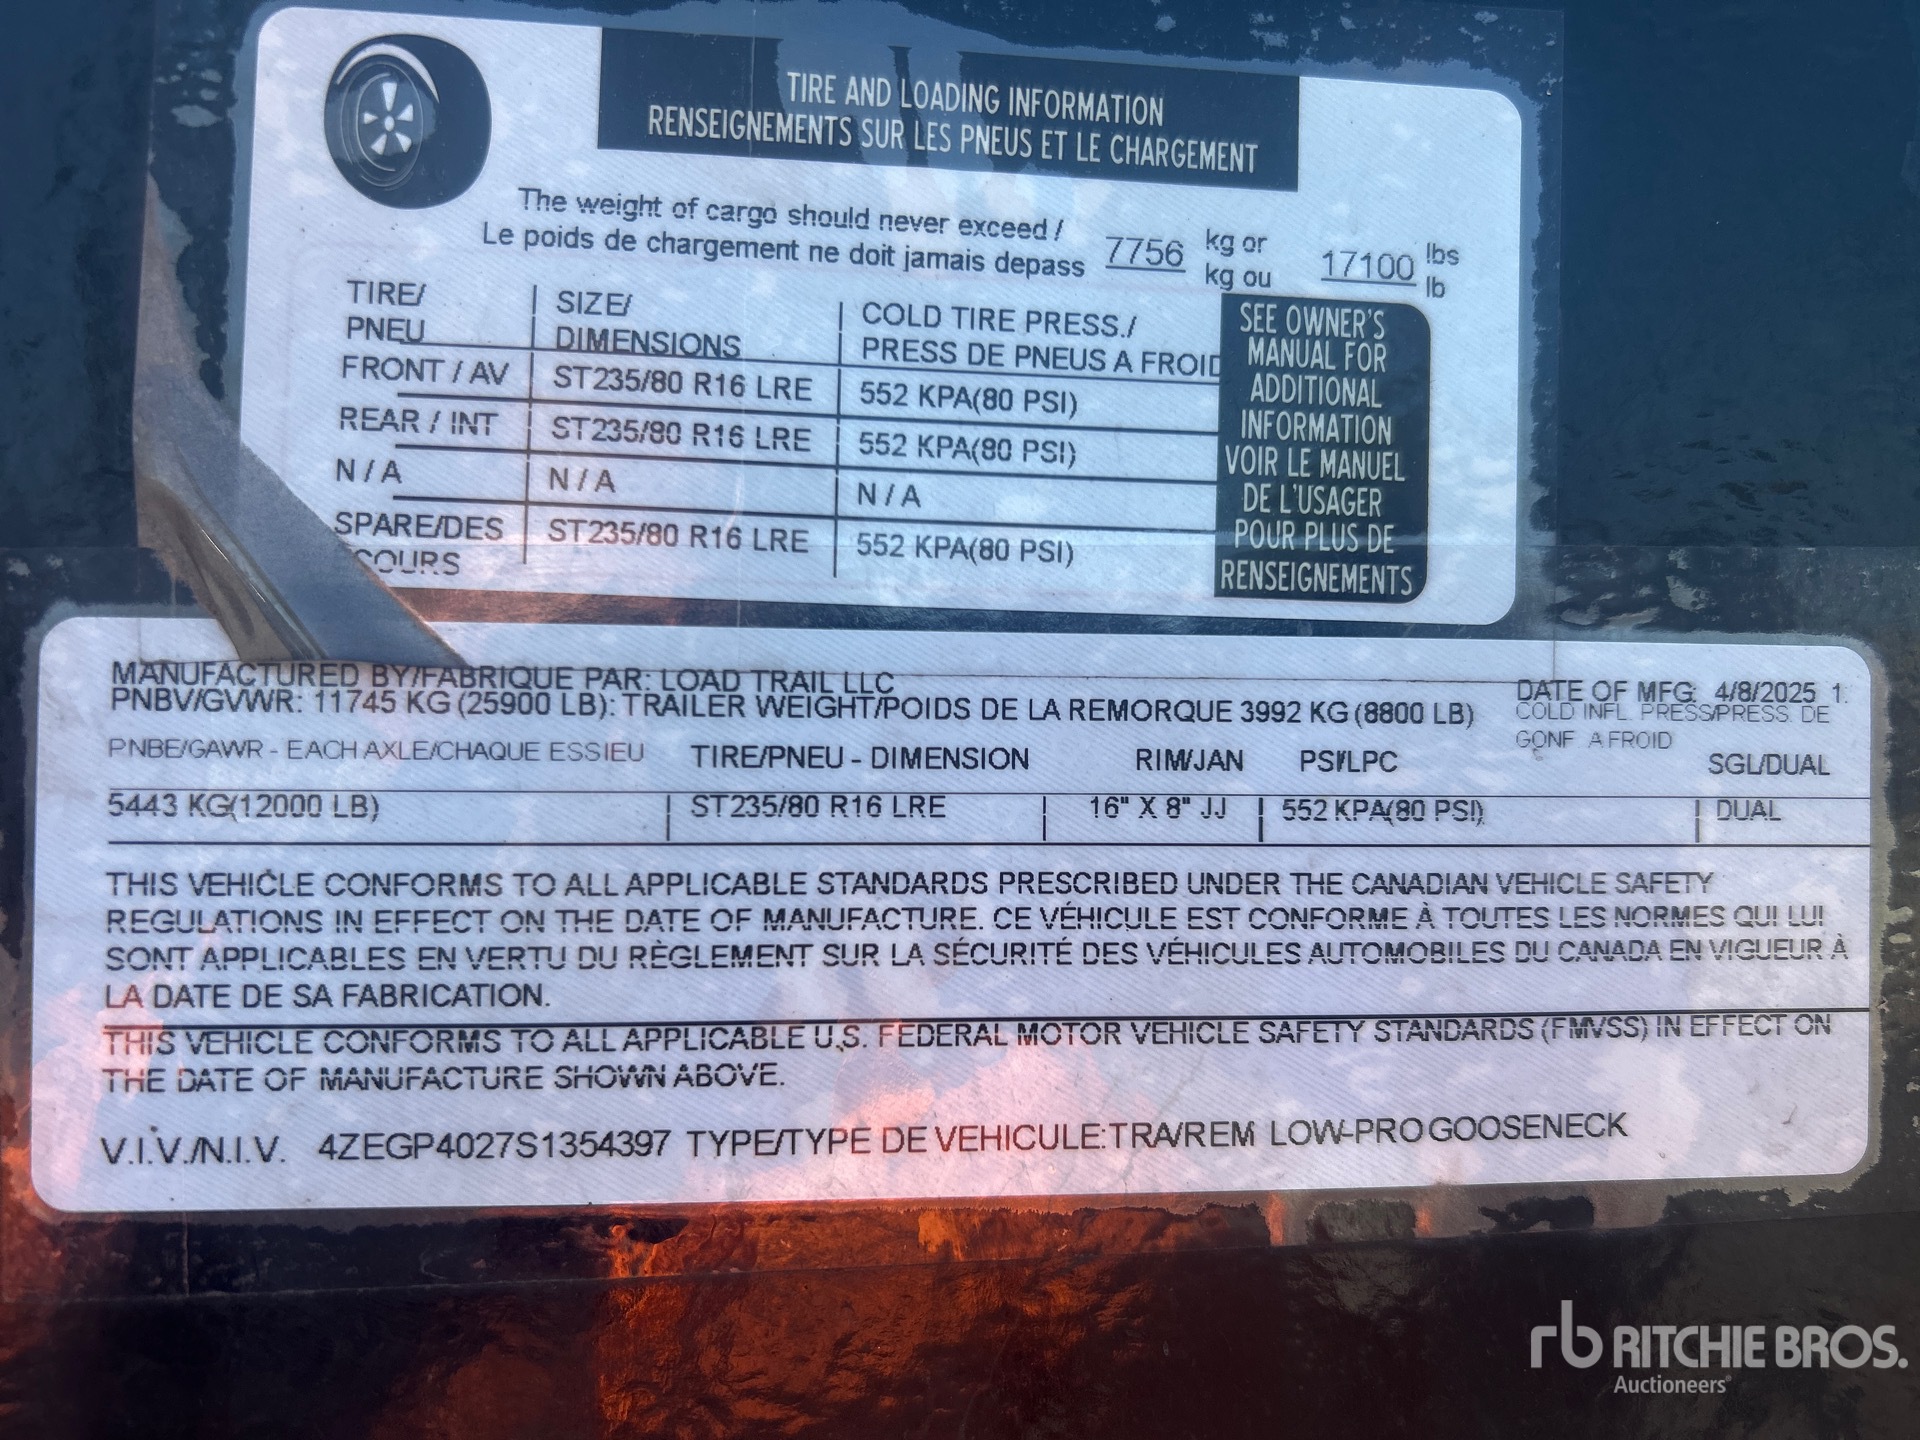 TIRE AND LOADING INFORMATION
RENSEIGNEMENTS SUR LES PNEUS ET LE CHARGEMENT
The weight of cargo should never exceed /
Le poids de chargement ne doit jamais depass 7756 kg or kg ou 17100 lbs lb
TIRE/ PNEU SIZE/ DIMENSIONS COLD TIRE PRESS./ PRESS DE PNEUS A FROID
FRONT / AV ST235/80 R16 LRE 552 KPA(80 PSI)
REAR / INT ST235/80 R16 LRE 552 KPA(80 PSI)
N / A N / A N / A
SPARE/DES COURS ST235/80 R16 LRE 552 KPA(80 PSI)
SEE OWNER'S
MANUAL FOR
ADDITIONAL
INFORMATION
VOIR LE MANUEL
DE L'USAGER
POUR PLUS DE
RENSEIGNEMENTS
MANUFACTURED BY/FABRIQUE PAR: LOAD TRAIL LLC DATE OF MFG: 4/8/2025 1.
PNBV/GVWR: 11745 KG (25900 LB): TRAILER WEIGHT/POIDS DE LA REMORQUE 3992 KG (8800 LB)
COLD INFL. PRESS/PRESS. DE
GONF. A FROID
PNBE/GAWR - EACH AXLE/CHAQUE ESSIEU TIRE/PNEU - DIMENSION RIM/JAN PSI/LPC SGL/DUAL
5443 KG(12000 LB) ST235/80 R16 LRE 16" X 8" JJ 552 KPA(80 PSI) DUAL
THIS VEHICLE CONFORMS TO ALL APPLICABLE STANDARDS PRESCRIBED UNDER THE CANADIAN VEHICLE SAFETY
REGULATIONS IN EFFECT ON THE DATE OF MANUFACTURE. CE VÉHICULE EST CONFORME À TOUTES LES NORMES QUI LUI
SONT APPLICABLES EN VERTU DU RÈGLEMENT SUR LA SÉCURITÉ DES VÉHICULES AUTOMOBILES DU CANADA EN VIGUEUR À
LA DATE DE SA FABRICATION.
THIS VEHICLE CONFORMS TO ALL APPLICABLE U.S. FEDERAL MOTOR VEHICLE SAFETY STANDARDS (FMVSS) IN EFFECT ON
THE DATE OF MANUFACTURE SHOWN ABOVE.
V.I.V./N.I.V. 4ZEGP4027S1354397 TYPE/TYPE DE VEHICULE:TRA/REM LOW-PRO GOOSENECK
rb RITCHIE BROS.
Auctioneers